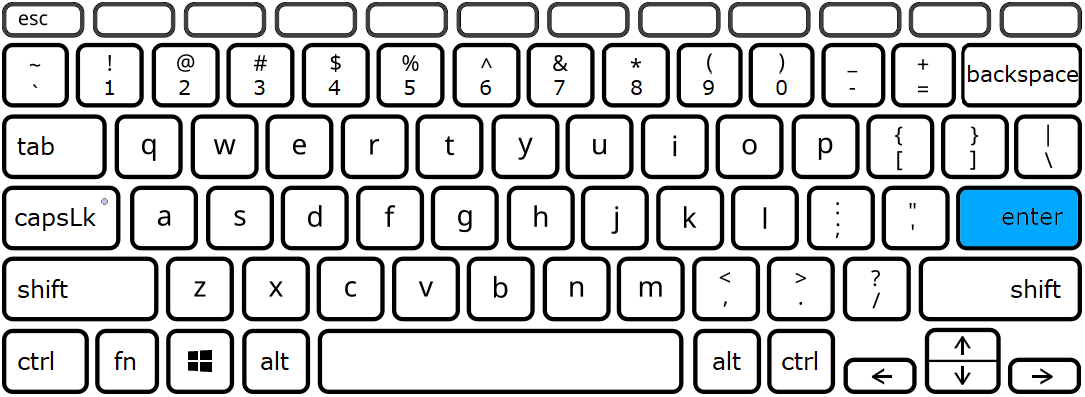 esc
~ ! @ # $ % ^ & * ( ) _ +
` 1 2 3 4 5 6 7 8 9 0 - = backspace
tab q w e r t y u i o p { [ } ] | \
capsLk a s d f g h j k l : ; " ' enter
shift z x c v b n m < , > . ? / shift
ctrl fn alt alt ctrl ← ↑ ↓ →